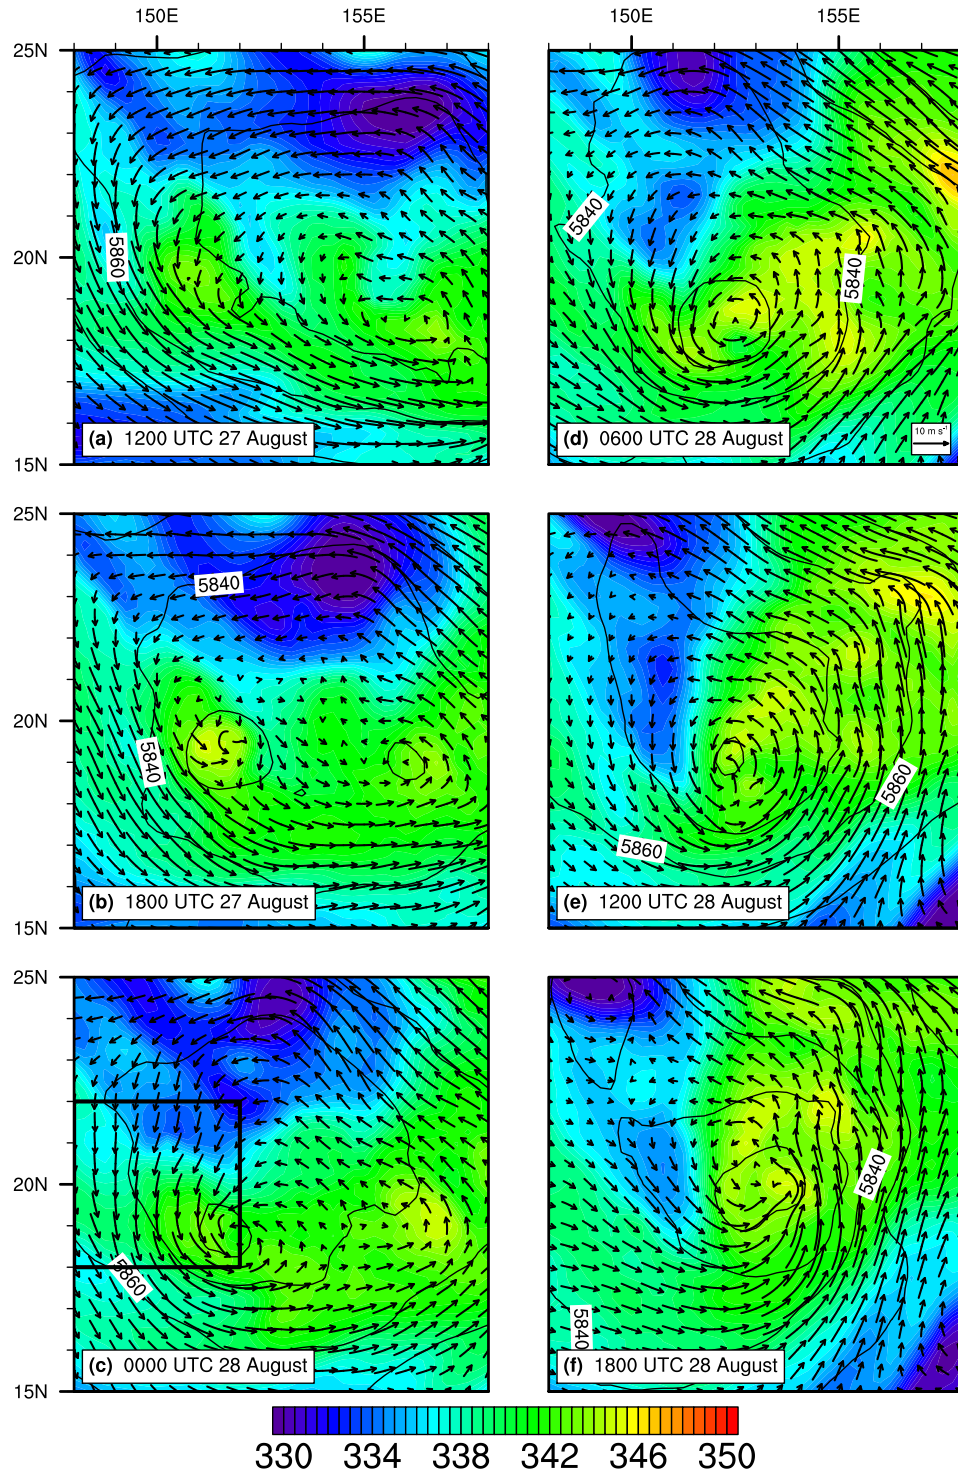 150E 155E
150E 155E
25N
20N
15N
5860
(a) 1200 UTC 27 August
5840
5840
10 m s⁻¹
(d) 0600 UTC 28 August
25N
20N
15N
5840
5840
(b) 1800 UTC 27 August
5860
5860
(e) 1200 UTC 28 August
25N
20N
15N
5860
(c) 0000 UTC 28 August
5840
5840
(f) 1800 UTC 28 August
330 334 338 342 346 350